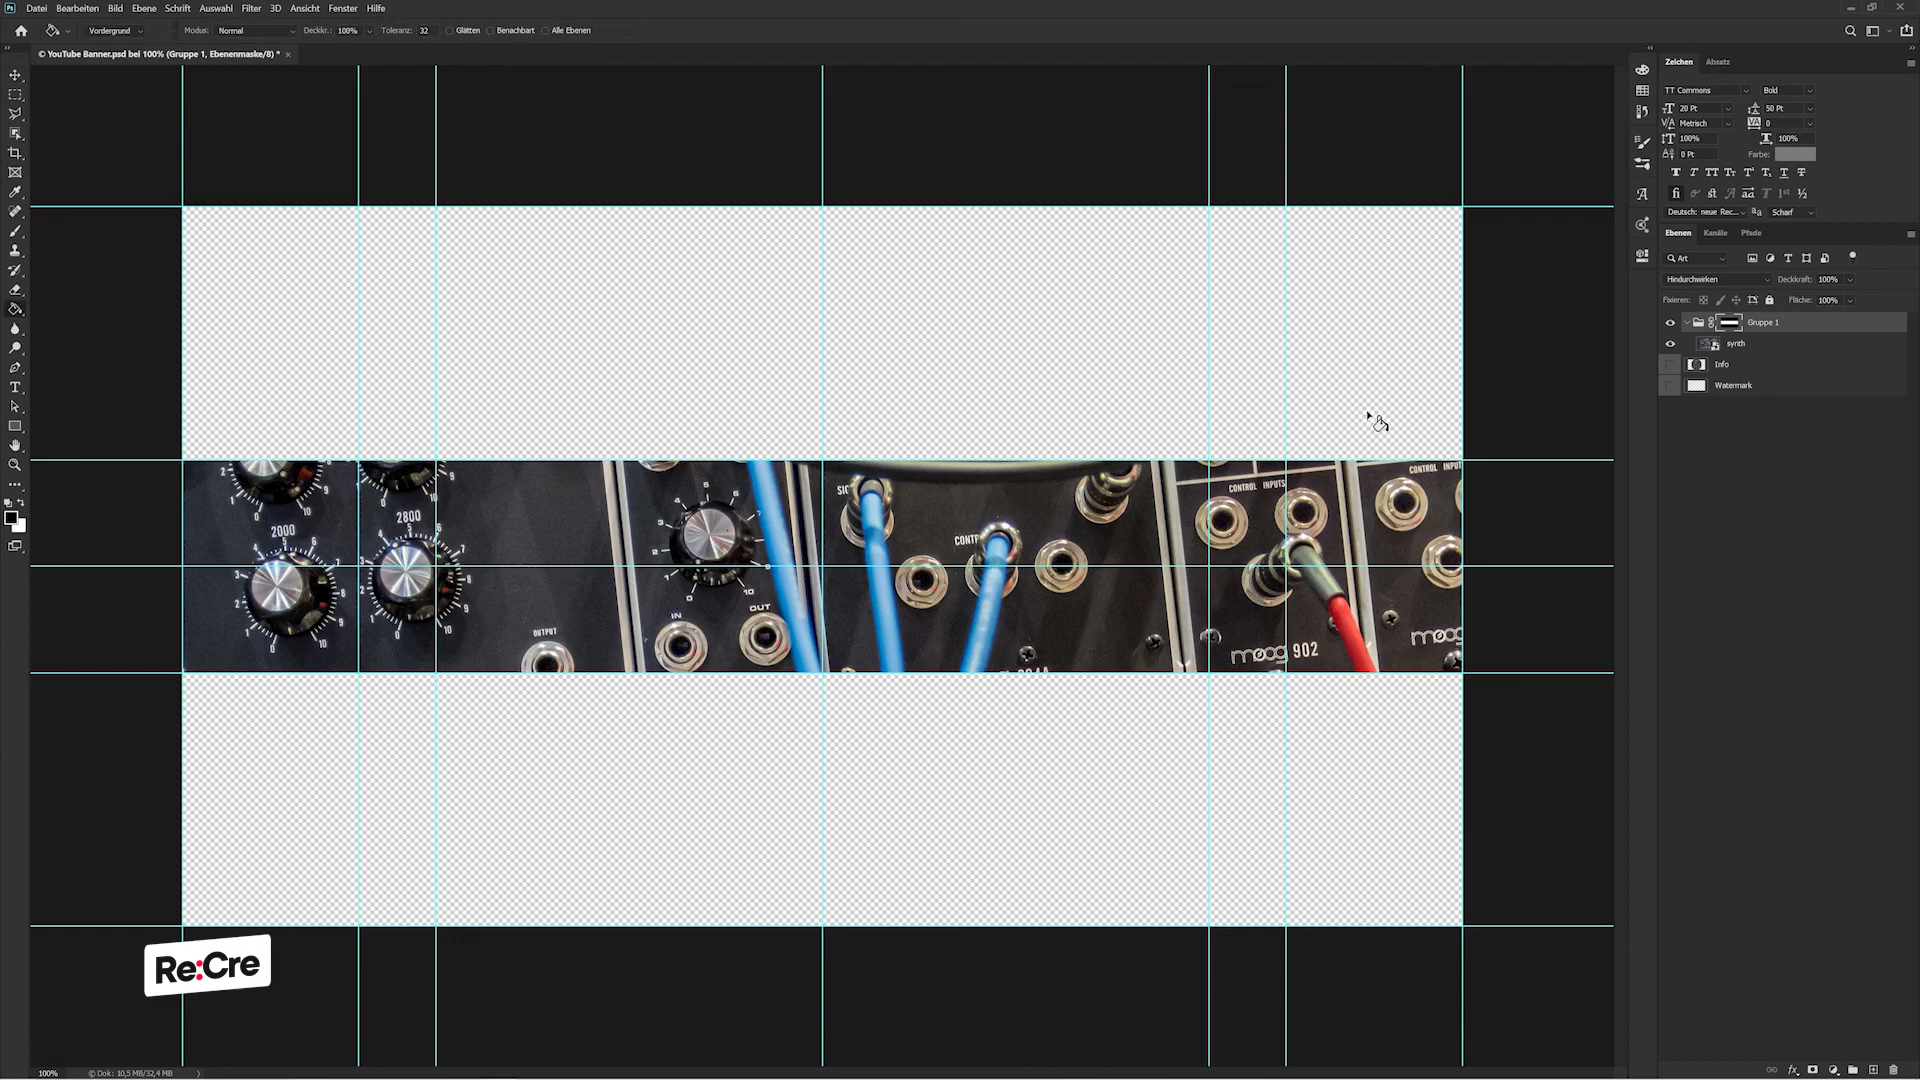 Ps Datei Bearbeiten Bild Ebene Schrift Auswahl Filter 3D Ansicht Fenster Hilfe
Vordergrund Modus: Normal Deckkr.: 100% Toleranz: 32 Glätten Benachbart Alle Ebenen
© YouTube Banner.psd bei 100% (Gruppe 1, Ebenenmaske/8) * ×
Zeichen Absatz
TT Commons Bold
20 Pt 50 Pt
Metrisch 0
100% 100%
0 Pt Farbe:
Deutsch: neue Rec... Scharf
Ebenen Kanäle Pfade
Art
Hindurchwirken Deckkraft: 100%
Fixieren: Fläche: 100%
Gruppe 1
synth
Info
Watermark
2000
2800
OUTPUT
IN OUT
SIG
CONTR
CONTROL INPUTS
CONTROL INPUT
moog 902
moog
Re:Cre
100% © Dok: 10,5 MB/32,4 MB